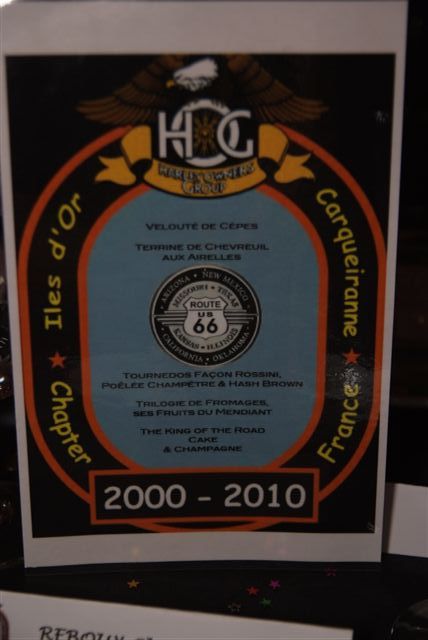 HOG
HARLEY OWNERS
GROUP
Iles d'Or
Chapter
Carqueiranne
France
VELOUTÉ DE CÈPES
TERRINE DE CHEVREUIL
AUX AIRELLES
ARIZONA • NEW MEXICO
MISSOURI • TEXAS
ROUTE
US
66
KANSAS • ILLINOIS
CALIFORNIA • OKLAHOMA
TOURNEDOS FAÇON ROSSINI,
POÊLÉE CHAMPÊTRE & HASH BROWN
TRILOGIE DE FROMAGES,
SES FRUITS DU MENDIANT
THE KING OF THE ROAD
CAKE
& CHAMPAGNE
2000 - 2010